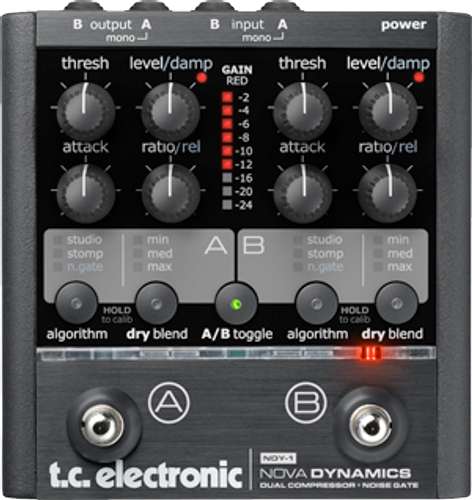 B output A
mono
B input A
mono
power
thresh level/damp
GAIN
RED
thresh level/damp
-2
-4
-6
-8
-10
-12
-16
-20
-24
attack ratio/rel
attack ratio/rel
studio
stomp
n.gate
min
med
max
A
B
studio
stomp
n.gate
min
med
max
HOLD
to calib
HOLD
to calib
algorithm dry blend A/B toggle algorithm dry blend
A
B
t.c. electronic
NDY-1
NOVA DYNAMICS
DUAL COMPRESSOR + NOISE GATE